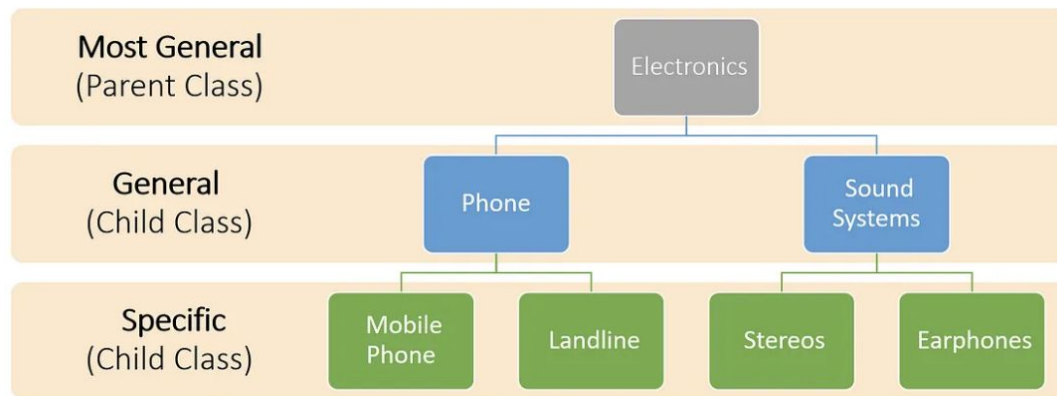 Most General
(Parent Class)
Electronics
General
(Child Class)
Phone
Sound
Systems
Specific
(Child Class)
Mobile
Phone
Landline
Stereos
Earphones